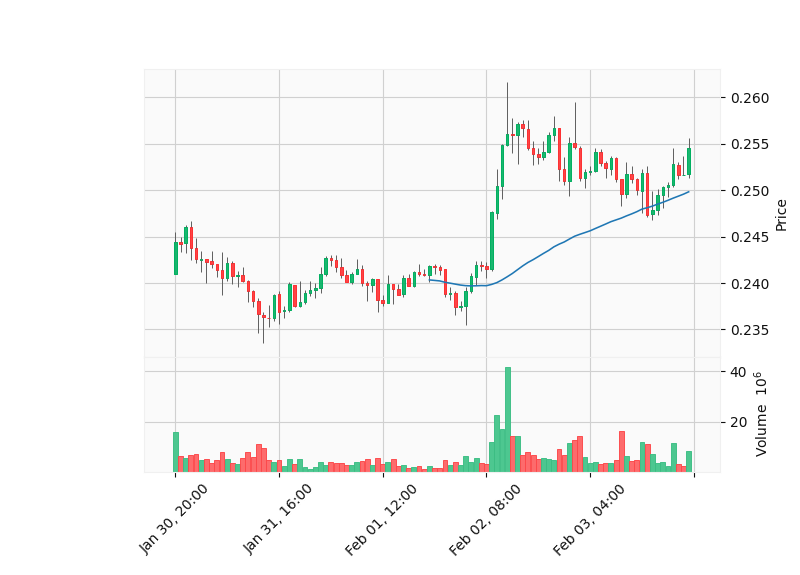 0.260
0.255
0.250
0.245
0.240
0.235
Price
40
20
Volume 10^6
Jan 30, 20:00
Jan 31, 16:00
Feb 01, 12:00
Feb 02, 08:00
Feb 03, 04:00